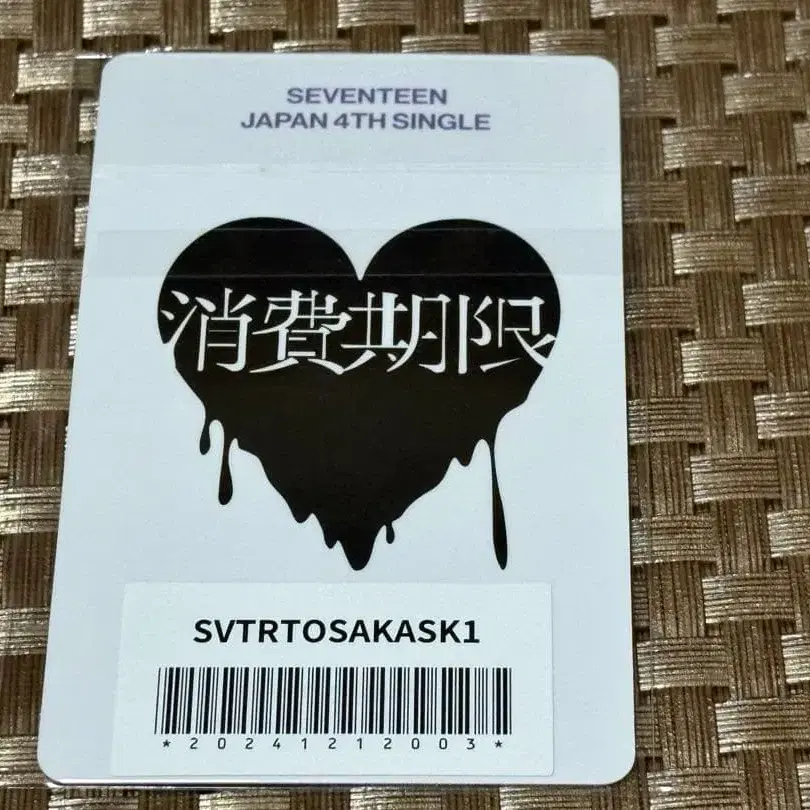 SEVENTEEN
JAPAN 4TH SINGLE
消費期限
SVTRTOSAKASK1
*20241212003*